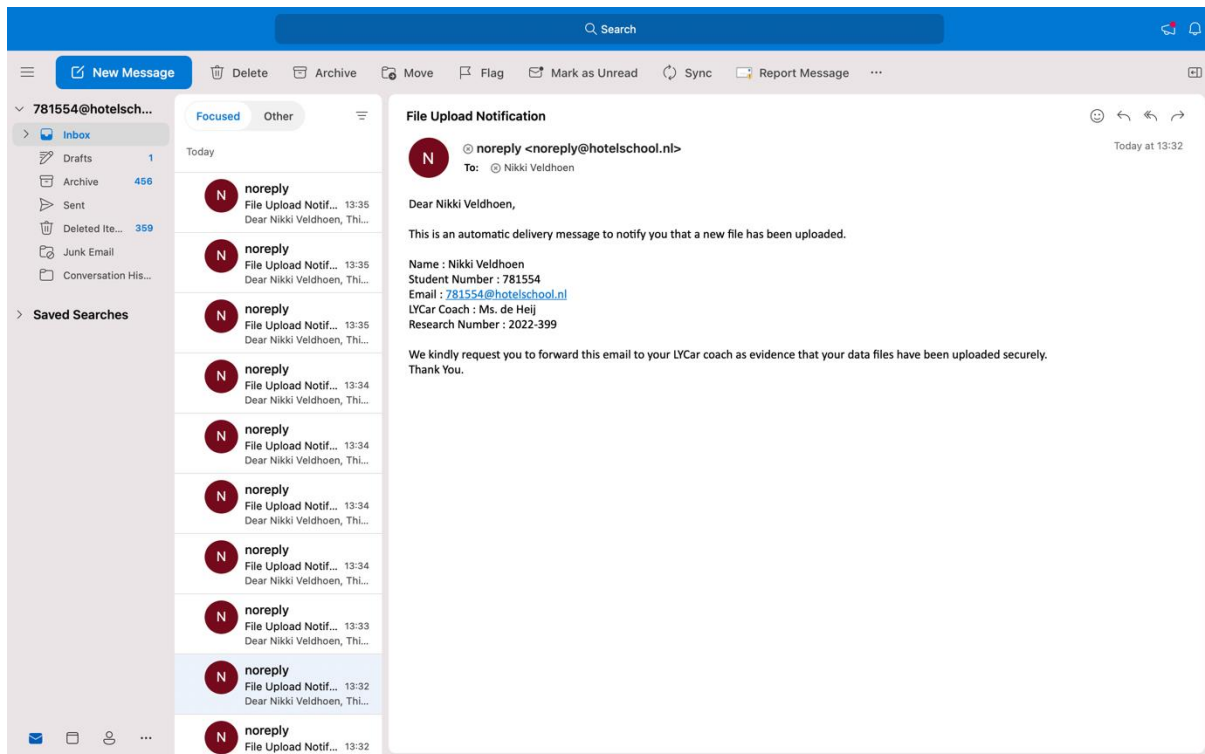 Search
New Message
Delete
Archive
Move
Flag
Mark as Unread
Sync
Report Message
781554@hotelsch...
Inbox
Drafts 1
Archive 456
Sent
Deleted Ite... 359
Junk Email
Conversation His...
Saved Searches
Focused Other
Today
N
noreply
File Upload Notif... 13:35
Dear Nikki Veldhoen, Thi...
N
noreply
File Upload Notif... 13:35
Dear Nikki Veldhoen, Thi...
N
noreply
File Upload Notif... 13:35
Dear Nikki Veldhoen, Thi...
N
noreply
File Upload Notif... 13:34
Dear Nikki Veldhoen, Thi...
N
noreply
File Upload Notif... 13:34
Dear Nikki Veldhoen, Thi...
N
noreply
File Upload Notif... 13:34
Dear Nikki Veldhoen, Thi...
N
noreply
File Upload Notif... 13:34
Dear Nikki Veldhoen, Thi...
N
noreply
File Upload Notif... 13:33
Dear Nikki Veldhoen, Thi...
N
noreply
File Upload Notif... 13:32
Dear Nikki Veldhoen, Thi...
N
noreply
File Upload Notif... 13:32
File Upload Notification
N
noreply <noreply@hotelschool.nl>
To: Nikki Veldhoen
Today at 13:32
Dear Nikki Veldhoen,
This is an automatic delivery message to notify you that a new file has been uploaded.
Name : Nikki Veldhoen
Student Number : 781554
Email : 781554@hotelschool.nl
LYCar Coach : Ms. de Heij
Research Number : 2022-399
We kindly request you to forward this email to your LYCar coach as evidence that your data files have been uploaded securely.
Thank You.